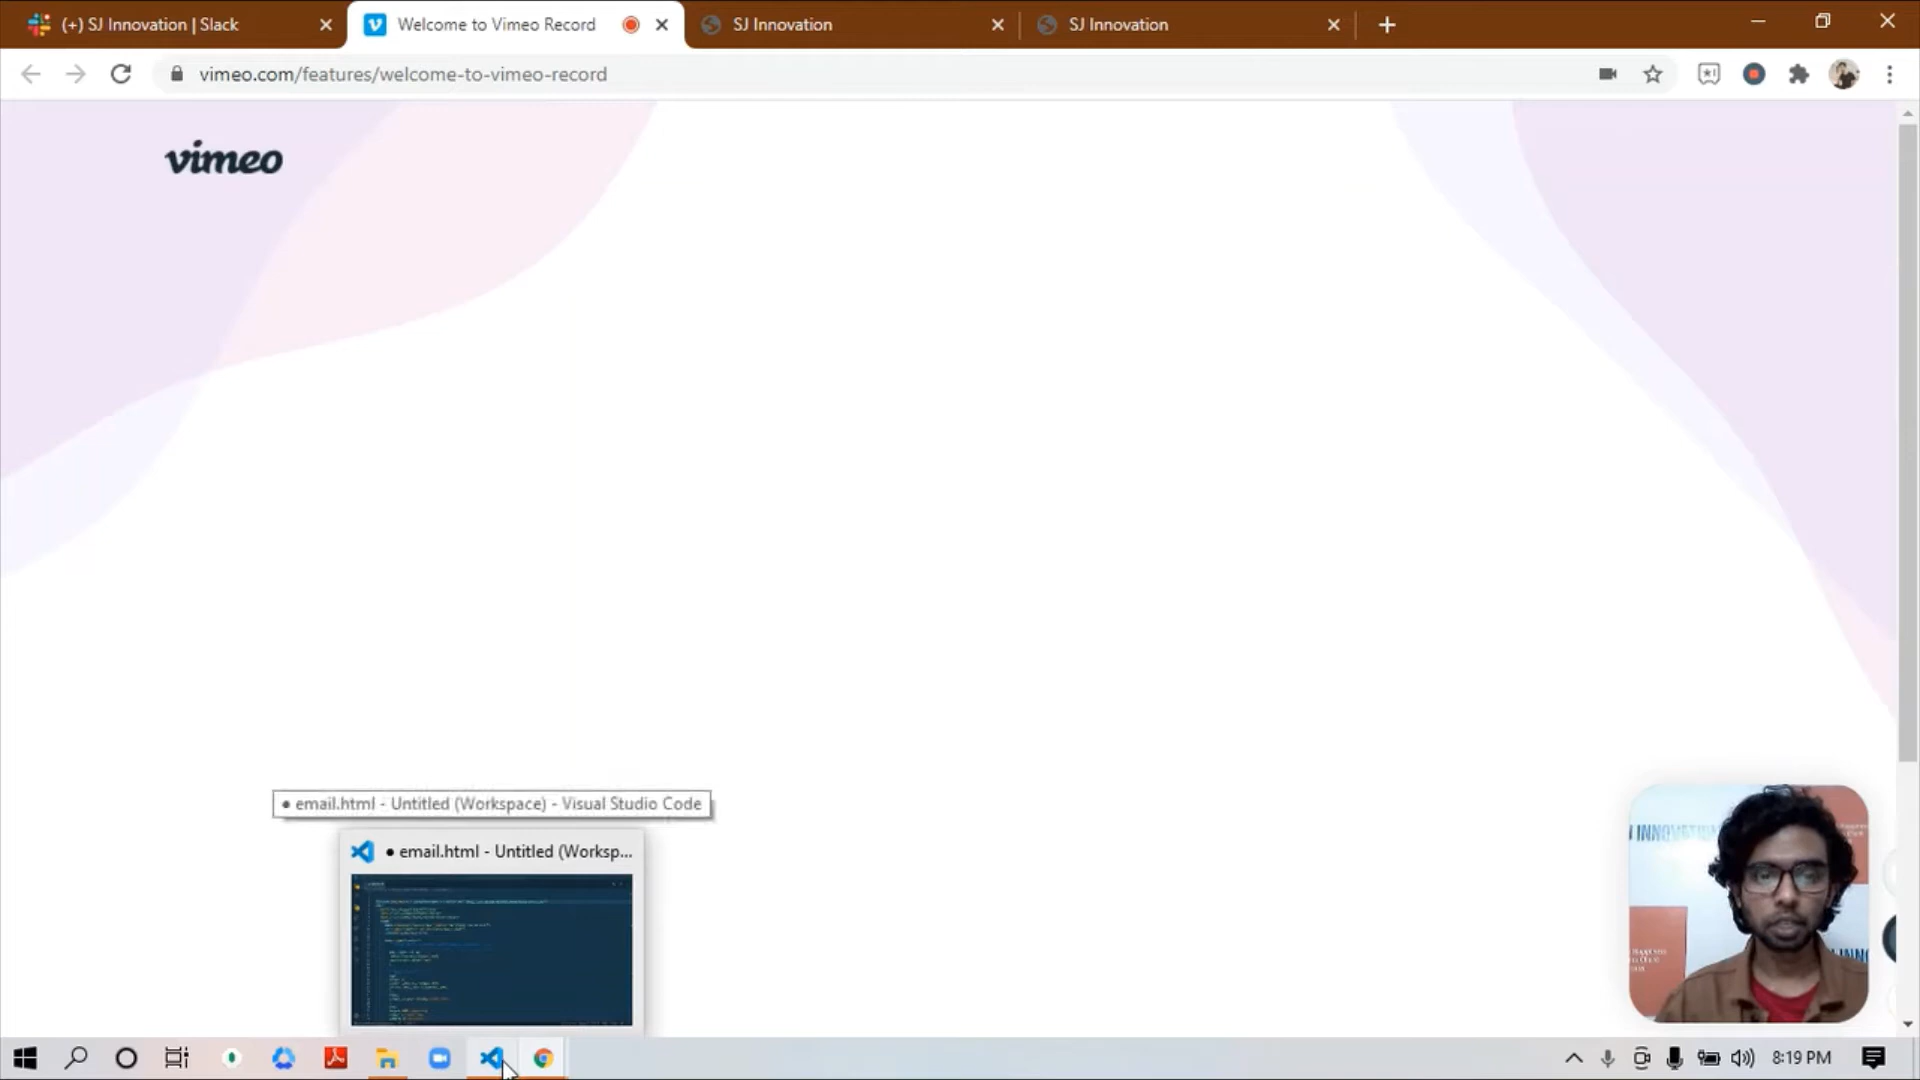 (+) SJ Innovation | Slack
Welcome to Vimeo Record
SJ Innovation
SJ Innovation
vimeo.com/features/welcome-to-vimeo-record
vimeo
● email.html - Untitled (Workspace) - Visual Studio Code
● email.html - Untitled (Worksp...
INNOVATION
8:19 PM